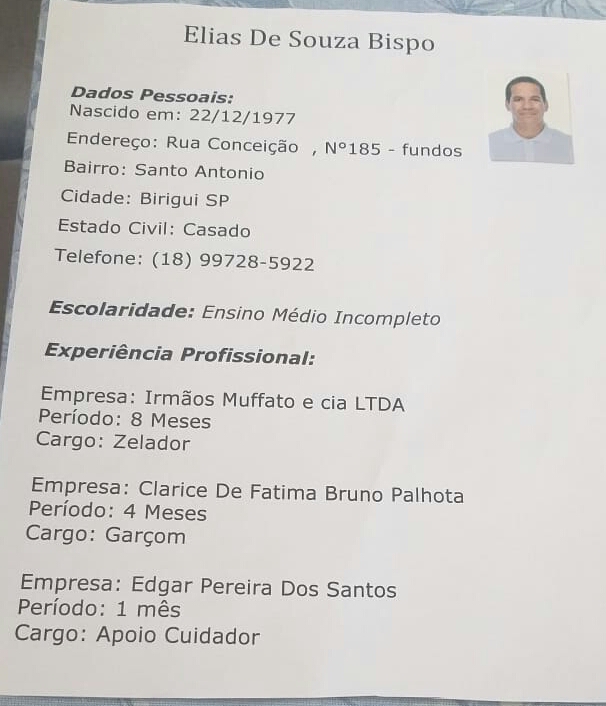 Elias De Souza Bispo
Dados Pessoais:
Nascido em: 22/12/1977
Endereço: Rua Conceição , Nº185 - fundos
Bairro: Santo Antonio
Cidade: Birigui SP
Estado Civil: Casado
Telefone: (18) 99728-5922
Escolaridade: Ensino Médio Incompleto
Experiência Profissional:
Empresa: Irmãos Muffato e cia LTDA
Período: 8 Meses
Cargo: Zelador
Empresa: Clarice De Fatima Bruno Palhota
Período: 4 Meses
Cargo: Garçom
Empresa: Edgar Pereira Dos Santos
Período: 1 mês
Cargo: Apoio Cuidador